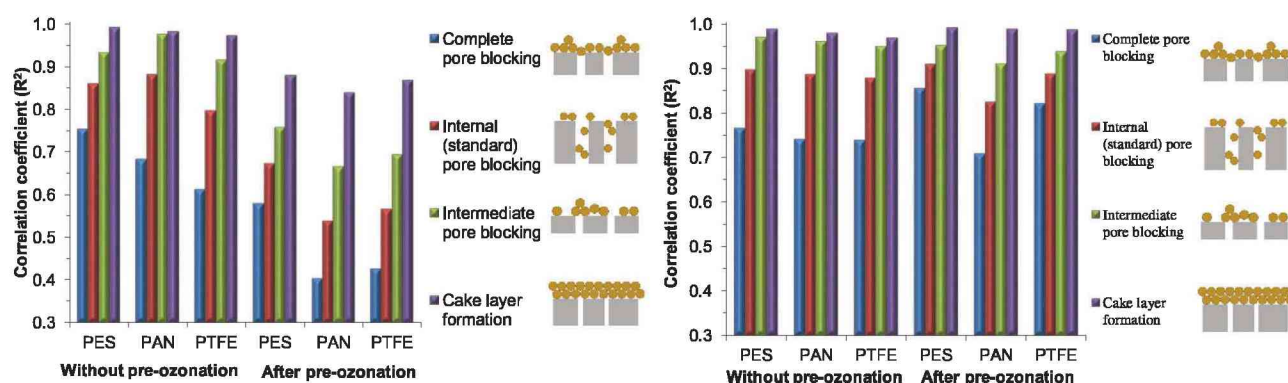 Correlation coefficient (R²)
1.0
0.9
0.8
0.7
0.6
0.5
0.4
0.3
PES
PAN
PTFE
PES
PAN
PTFE
Without pre-ozonation
After pre-ozonation
Complete
pore blocking
Internal
(standard)
pore blocking
Intermediate
pore blocking
Cake layer
formation
Correlation coefficient (R²)
1.0
0.9
0.8
0.7
0.6
0.5
0.4
0.3
PES
PAN
PTFE
PES
PAN
PTFE
Without pre-ozonation
After pre-ozonation
Complete pore
blocking
Internal
(standard) pore
blocking
Intermediate
pore blocking
Cake layer
formation